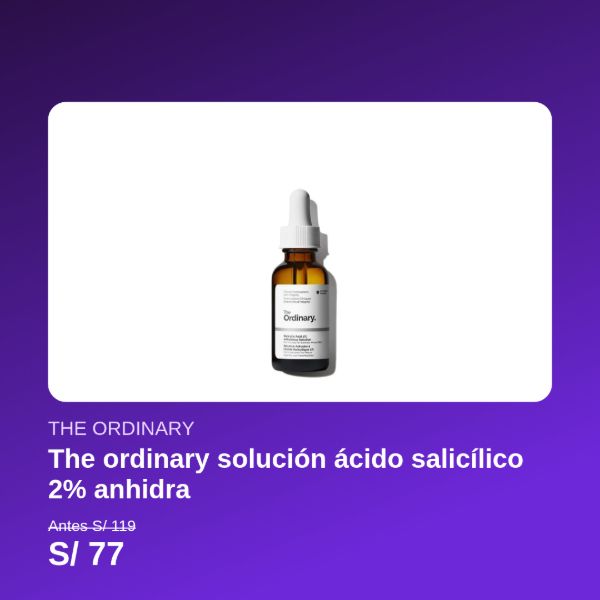 The
Ordinary.
THE ORDINARY
The ordinary solución ácido salicílico
2% anhidra
Antes S/ 119
S/ 77